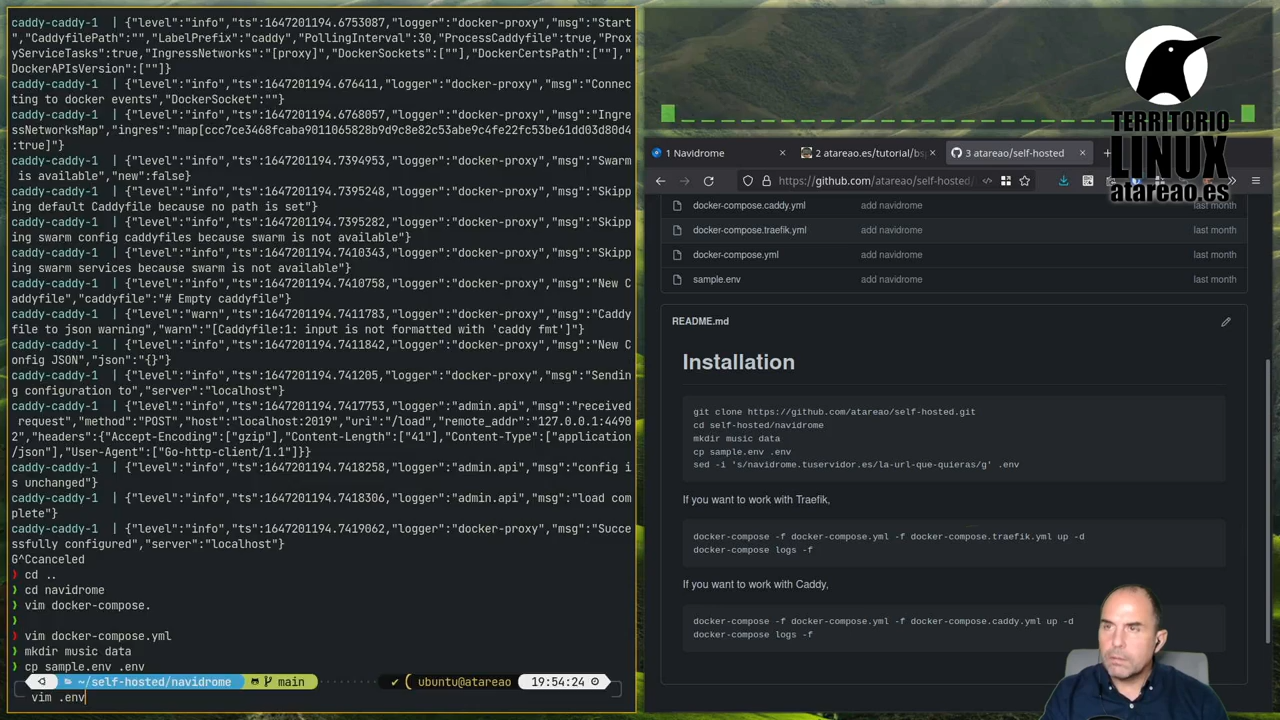 caddy-caddy-1  | {"level":"info","ts":1647201194.6753087,"logger":"docker-proxy","msg":"Start
","CaddyfilePath":"","LabelPrefix":"caddy","PollingInterval":30,"ProcessCaddyfile":true,"Prox
yServiceTasks":true,"IngressNetworks":"[proxy]","DockerSockets":[""],"DockerCertsPath":[""],"
DockerAPIsVersion":[""]}
caddy-caddy-1  | {"level":"info","ts":1647201194.676411,"logger":"docker-proxy","msg":"Connec
ting to docker events","DockerSocket":""}
caddy-caddy-1  | {"level":"info","ts":1647201194.6768057,"logger":"docker-proxy","msg":"Ingre
ssNetworksMap","ingres":"map[ccc7ce3468fcaba9011065828b9d9c8e82c53abe9c4fe22fc53be61dd03d80d4
:true]"}
caddy-caddy-1  | {"level":"info","ts":1647201194.7394953,"logger":"docker-proxy","msg":"Swarm
 is available","new":false}
caddy-caddy-1  | {"level":"info","ts":1647201194.7395248,"logger":"docker-proxy","msg":"Skipp
ing default Caddyfile because no path is set"}
caddy-caddy-1  | {"level":"info","ts":1647201194.7395282,"logger":"docker-proxy","msg":"Skipp
ing swarm config caddyfiles because swarm is not available"}
caddy-caddy-1  | {"level":"info","ts":1647201194.7410343,"logger":"docker-proxy","msg":"Skipp
ing swarm services because swarm is not available"}
caddy-caddy-1  | {"level":"info","ts":1647201194.7410758,"logger":"docker-proxy","msg":"New C
addyfile","caddyfile":"# Empty caddyfile"}
caddy-caddy-1  | {"level":"warn","ts":1647201194.7411783,"logger":"docker-proxy","msg":"Caddy
file to json warning","warn":"[Caddyfile:1: input is not formatted with 'caddy fmt']"}
caddy-caddy-1  | {"level":"info","ts":1647201194.7411842,"logger":"docker-proxy","msg":"New C
onfig JSON","json":"{}"}
caddy-caddy-1  | {"level":"info","ts":1647201194.741205,"logger":"docker-proxy","msg":"Sendin
g configuration to","server":"localhost"}
caddy-caddy-1  | {"level":"info","ts":1647201194.7417753,"logger":"admin.api","msg":"received
 request","method":"POST","host":"localhost:2019","uri":"/load","remote_addr":"127.0.0.1:4490
2","headers":{"Accept-Encoding":["gzip"],"Content-Length":["41"],"Content-Type":["application
/json"],"User-Agent":["Go-http-client/1.1"]}}
caddy-caddy-1  | {"level":"info","ts":1647201194.7418258,"logger":"admin.api","msg":"config i
s unchanged"}
caddy-caddy-1  | {"level":"info","ts":1647201194.7418306,"logger":"admin.api","msg":"load com
plete"}
caddy-caddy-1  | {"level":"info","ts":1647201194.7419062,"logger":"docker-proxy","msg":"Succe
ssfully configured","server":"localhost"}
G^Ccanceled
❯ cd ..
❯ cd navidrome
❯ vim docker-compose.
❯
❯ vim docker-compose.yml
❯ mkdir music data
❯ cp sample.env .env
~/self-hosted/navidrome main ✔ ubuntu@atareao 19:54:24
vim .env
TERRITORIO
LINUX
atareao.es
1 Navidrome
2 atareao.es/tutorial/bsp
3 atareao/self-hosted
https://github.com/atareao/self-hosted/
docker-compose.caddy.yml add navidrome last month
docker-compose.traefik.yml add navidrome last month
docker-compose.yml add navidrome last month
sample.env add navidrome last month
README.md
Installation
git clone https://github.com/atareao/self-hosted.git
cd self-hosted/navidrome
mkdir music data
cp sample.env .env
sed -i 's/navidrome.tuservidor.es/la-url-que-quieras/g' .env
If you want to work with Traefik,
docker-compose -f docker-compose.yml -f docker-compose.traefik.yml up -d
docker-compose logs -f
If you want to work with Caddy,
docker-compose -f docker-compose.yml -f docker-compose.caddy.yml up -d
docker-compose logs -f